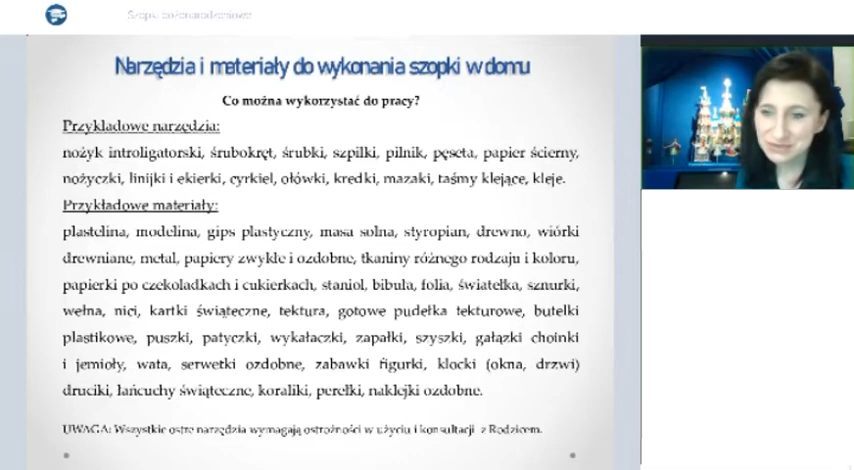 Szopki bożonarodzeniowe
Narzędzia i materiały do wykonania szopki w domu
Co można wykorzystać do pracy?
Przykładowe narzędzia:
nożyk introligatorski, śrubokręt, śrubki, szpilki, pilnik, pęseta, papier ścierny,
nożyczki, linijki i ekierki, cyrkiel, ołówki, kredki, mazaki, taśmy klejące, kleje.
Przykładowe materiały:
plastelina, modelina, gips plastyczny, masa solna, styropian, drewno, wiórki
drewniane, metal, papiery zwykłe i ozdobne, tkaniny różnego rodzaju i koloru,
papierki po czekoladkach i cukierkach, staniol, bibuła, folia, światełka, sznurki,
wełna, nici, kartki świąteczne, tektura, gotowe pudełka tekturowe, butelki
plastikowe, puszki, patyczki, wykałaczki, zapałki, szyszki, gałązki choinki
i jemioły, wata, serwetki ozdobne, zabawki figurki, klocki (okna, drzwi)
druciki, łańcuchy świąteczne, koraliki, perełki, naklejki ozdobne.
UWAGA: Wszystkie ostre narzędzia wymagają ostrożności w użyciu i konsultacji z Rodzicem.